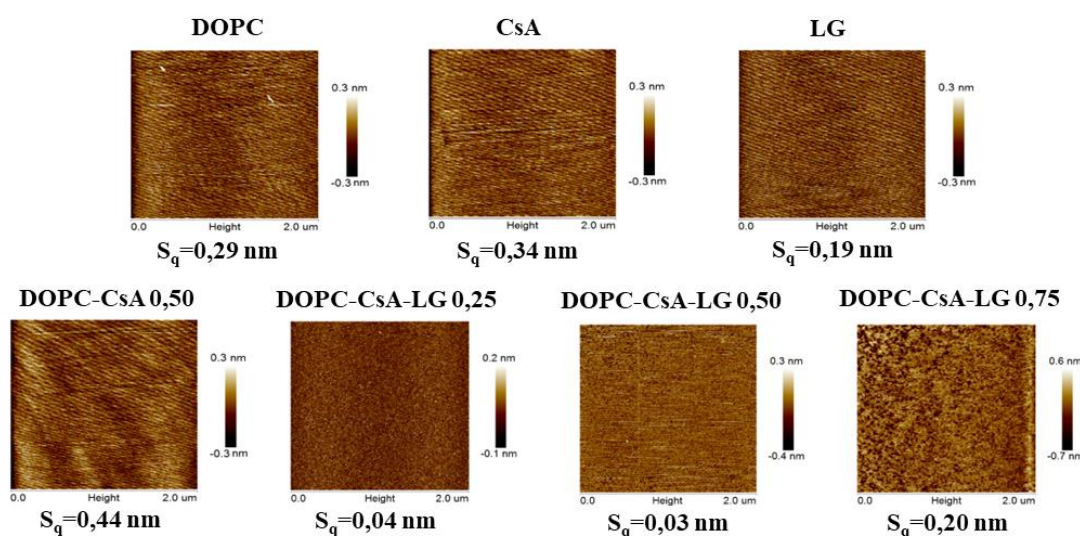 DOPC
CsA
LG
0.3 nm
0.3 nm
0.3 nm
-0.3 nm
-0.3 nm
-0.3 nm
0.0 Height 2.0 um
0.0 Height 2.0 um
0.0 Height 2.0 um
Sq=0,29 nm
Sq=0,34 nm
Sq=0,19 nm
DOPC-CsA 0,50
DOPC-CsA-LG 0,25
DOPC-CsA-LG 0,50
DOPC-CsA-LG 0,75
0.3 nm
0.2 nm
0.3 nm
0.6 nm
-0.3 nm
-0.1 nm
-0.4 nm
-0.7 nm
0.0 Height 2.0 um
0.0 Height 2.0 um
0.0 Height 2.0 um
0.0 Height 2.0 um
Sq=0,44 nm
Sq=0,04 nm
Sq=0,03 nm
Sq=0,20 nm